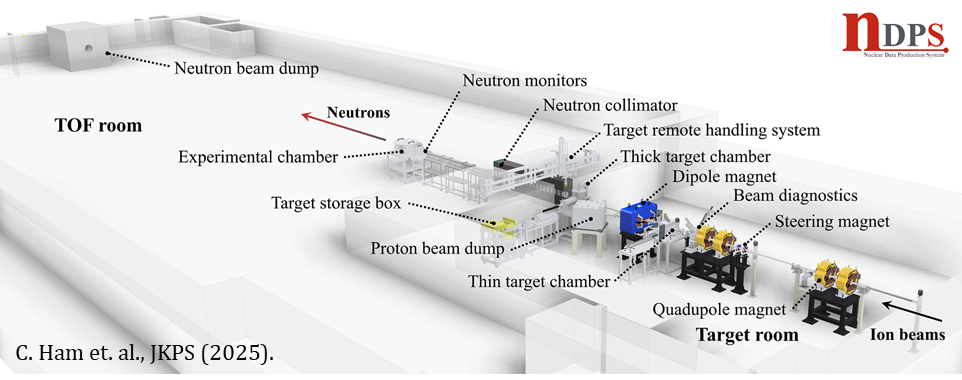 nDPS
Nuclear Data Production System
Neutron beam dump
Neutron monitors
Neutrons
Neutron collimator
TOF room
Target remote handling system
Experimental chamber
Thick target chamber
Dipole magnet
Target storage box
Beam diagnostics
Steering magnet
Proton beam dump
Thin target chamber
Quadupole magnet
Target room
Ion beams
C. Ham et. al., JKPS (2025).